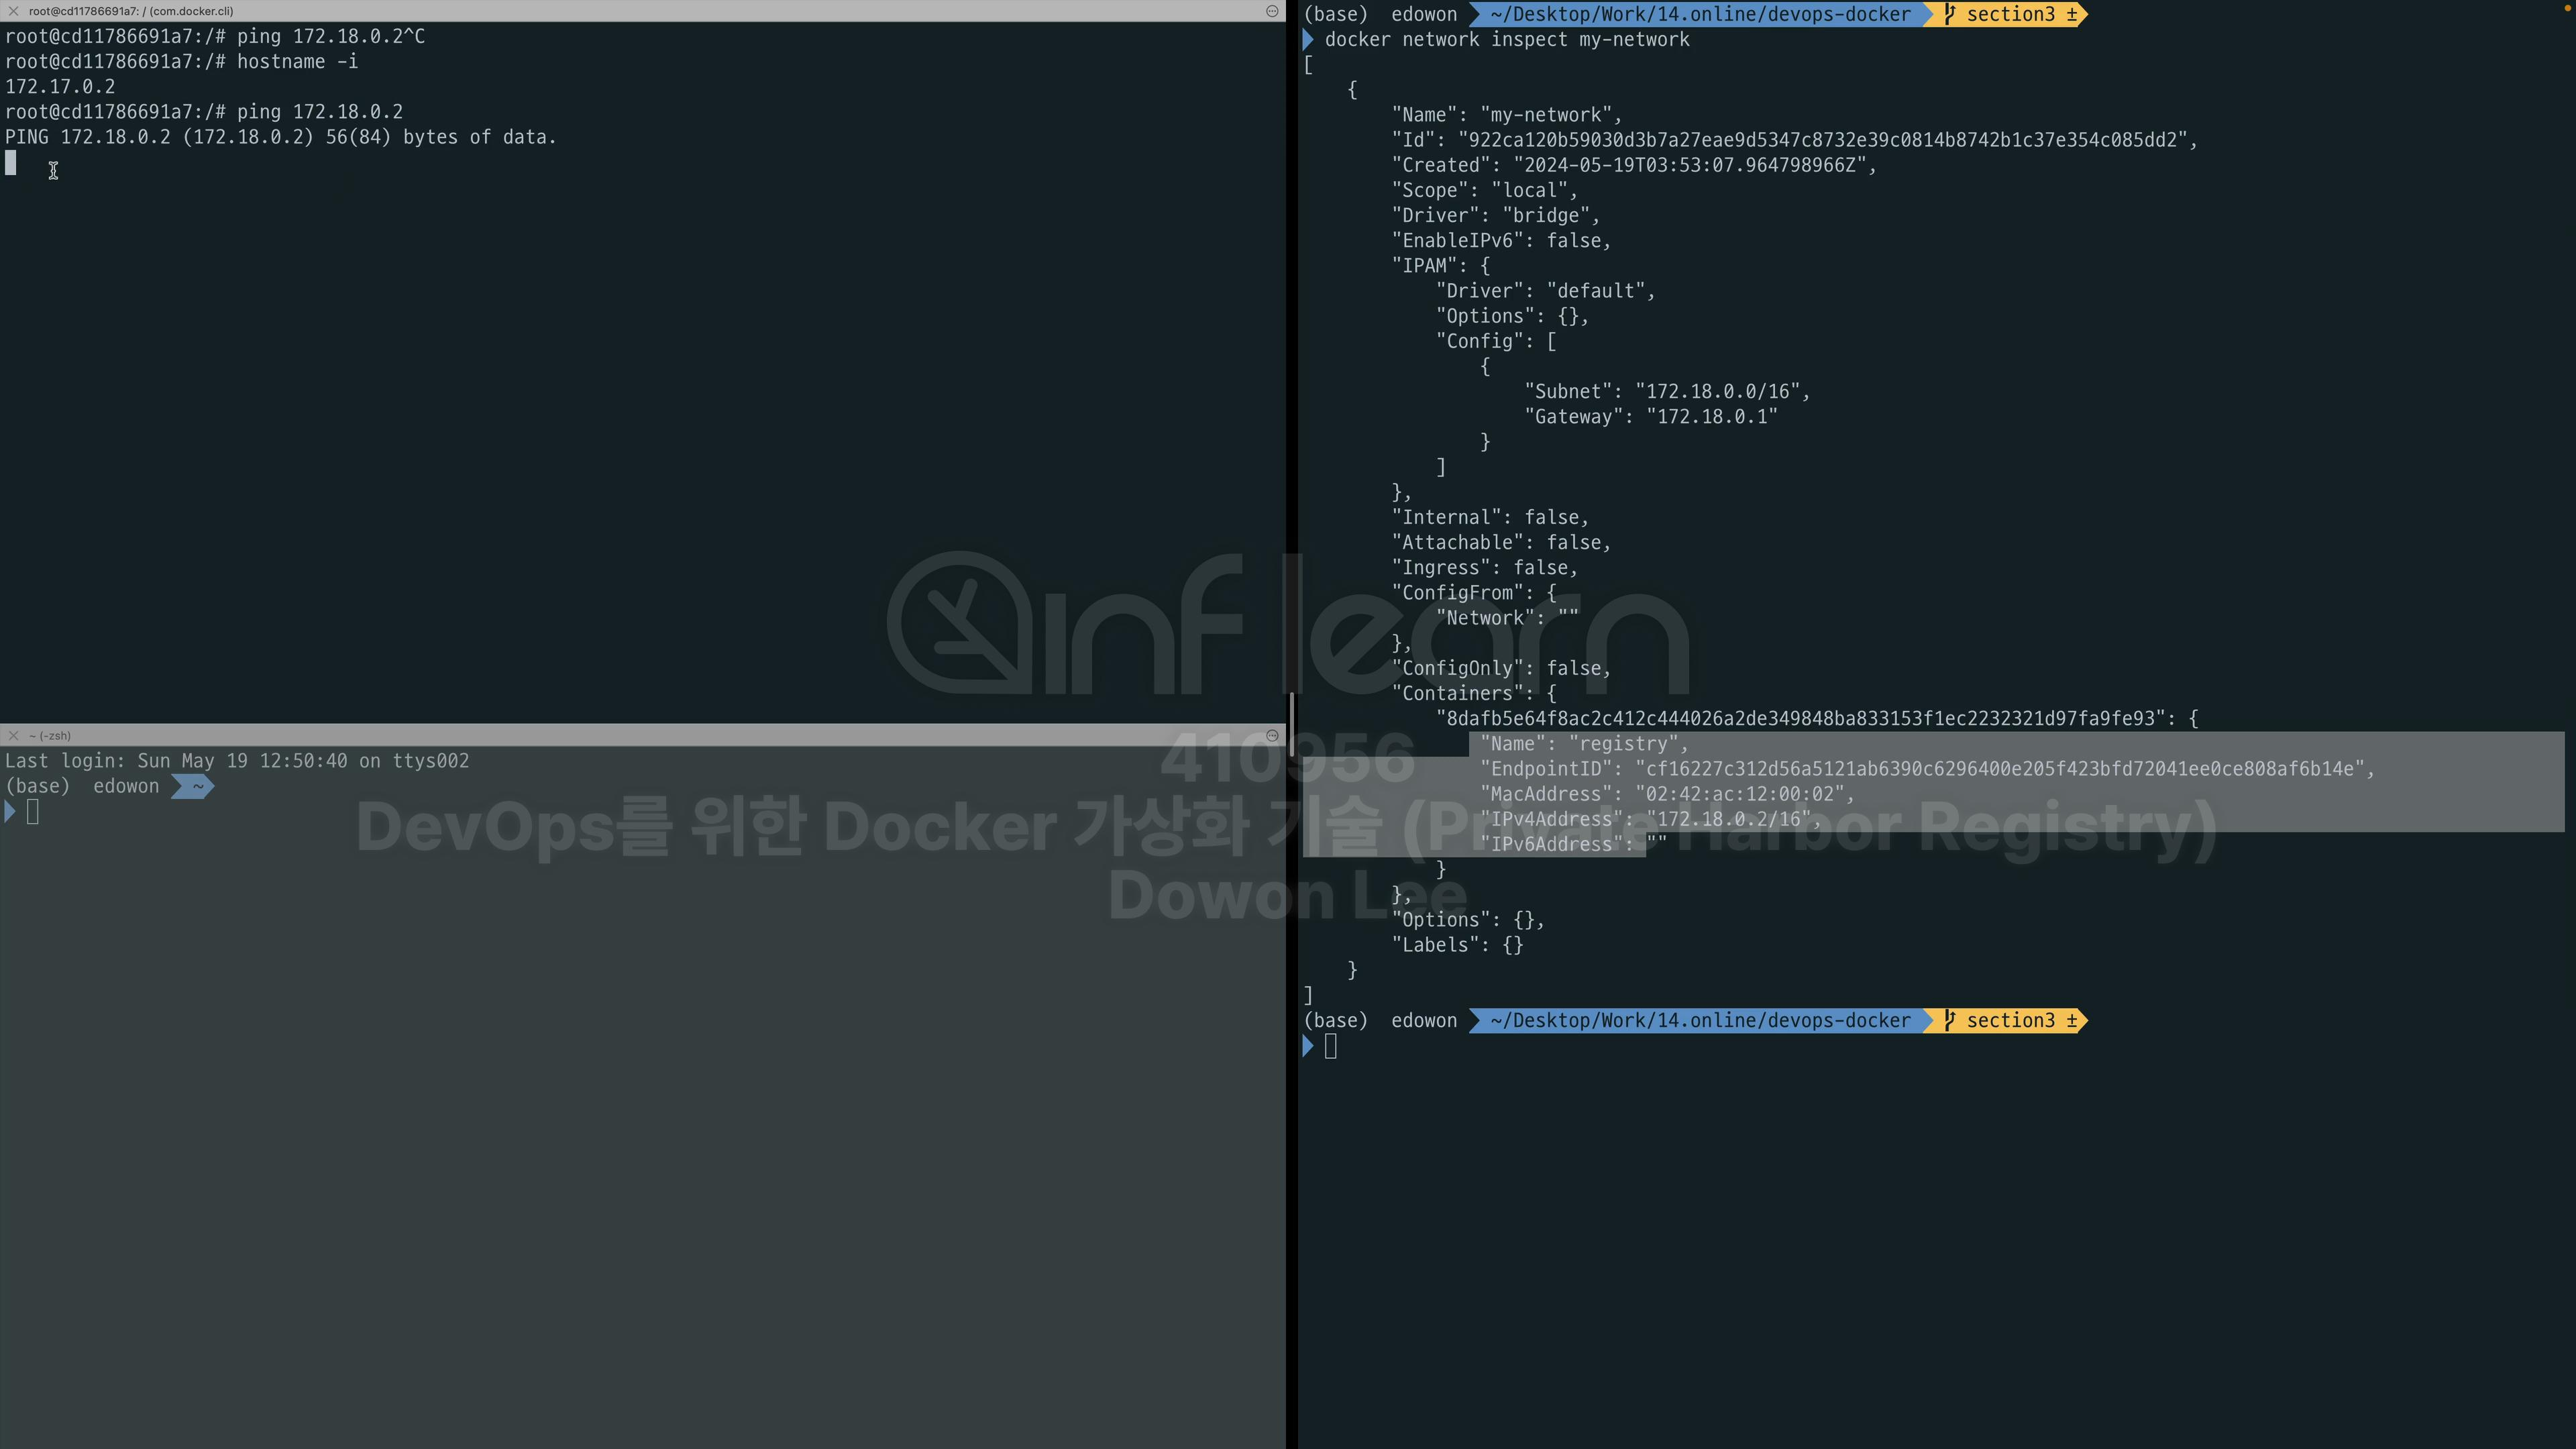 root@cd11786691a7: / (com.docker.cli)
root@cd11786691a7:/# ping 172.18.0.2^C
root@cd11786691a7:/# hostname -i
172.17.0.2
root@cd11786691a7:/# ping 172.18.0.2
PING 172.18.0.2 (172.18.0.2) 56(84) bytes of data.
~ (-zsh)
Last login: Sun May 19 12:50:40 on ttys002
(base) edowon ~
(base) edowon ~/Desktop/Work/14.online/devops-docker section3 ±
docker network inspect my-network
[
{
"Name": "my-network",
"Id": "922ca120b59030d3b7a27eae9d5347c8732e39c0814b8742b1c37e354c085dd2",
"Created": "2024-05-19T03:53:07.964798966Z",
"Scope": "local",
"Driver": "bridge",
"EnableIPv6": false,
"IPAM": {
"Driver": "default",
"Options": {},
"Config": [
{
"Subnet": "172.18.0.0/16",
"Gateway": "172.18.0.1"
}
]
},
"Internal": false,
"Attachable": false,
"Ingress": false,
"ConfigFrom": {
"Network": ""
},
"ConfigOnly": false,
"Containers": {
"8dafb5e64f8ac2c412c444026a2de349848ba833153f1ec2232321d97fa9fe93": {
"Name": "registry",
"EndpointID": "cf16227c312d56a5121ab6390c6296400e205f423bfd72041ee0ce808af6b14e",
"MacAddress": "02:42:ac:12:00:02",
"IPv4Address": "172.18.0.2/16",
"IPv6Address": ""
}
},
"Options": {},
"Labels": {}
}
]
(base) edowon ~/Desktop/Work/14.online/devops-docker section3 ±
inflearn
410956
DevOps를 위한 Docker 가상화 기술 (Private Harbor Registry)
Dowon Lee